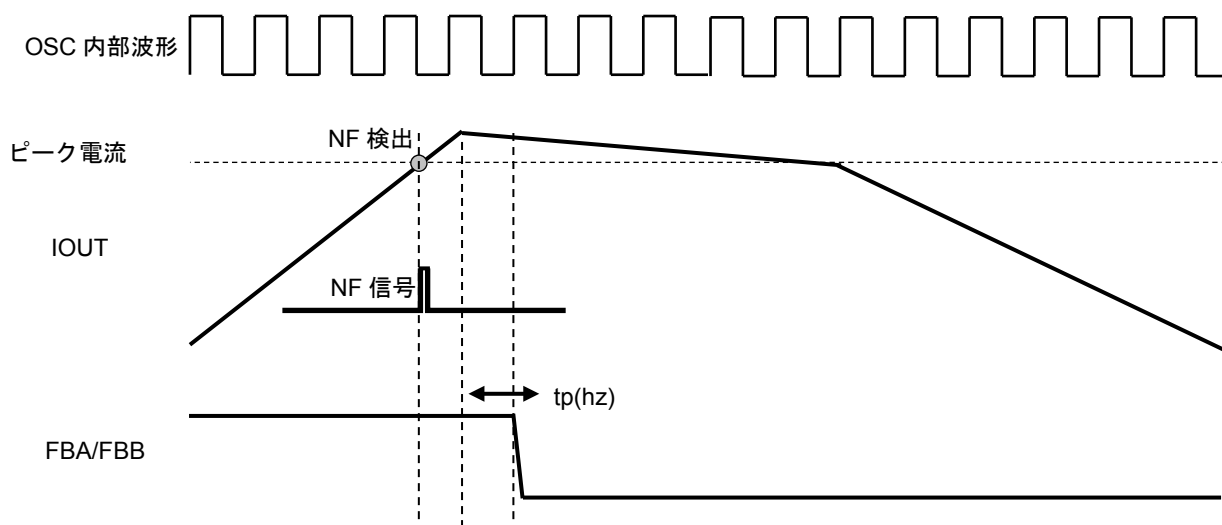 OSC 内部波形
NF 検出
ピーク電流
IOUT
NF 信号
tp(hz)
FBA/FBB